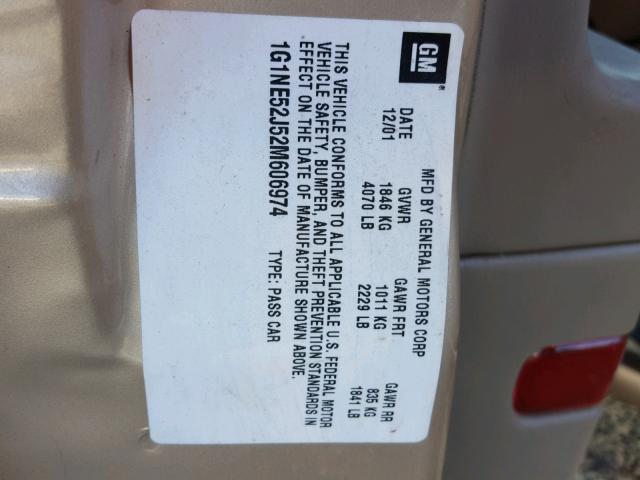 GM
MFD BY GENERAL MOTORS CORP
DATE GVWR GAWR FRT GAWR RR
12/01 1846 KG 1011 KG 835 KG
4070 LB 2229 LB 1841 LB
THIS VEHICLE CONFORMS TO ALL APPLICABLE U.S. FEDERAL MOTOR
VEHICLE SAFETY, BUMPER, AND THEFT PREVENTION STANDARDS IN
EFFECT ON THE DATE OF MANUFACTURE SHOWN ABOVE.
1G1NE52J52M606974 TYPE: PASS CAR